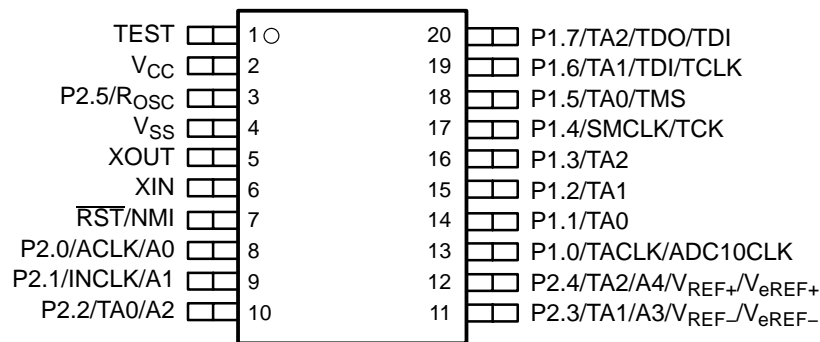 TEST 1 20 P1.7/TA2/TDO/TDI
VCC 2 19 P1.6/TA1/TDI/TCLK
P2.5/ROSC 3 18 P1.5/TA0/TMS
VSS 4 17 P1.4/SMCLK/TCK
XOUT 5 16 P1.3/TA2
XIN 6 15 P1.2/TA1
RST/NMI 7 14 P1.1/TA0
P2.0/ACLK/A0 8 13 P1.0/TACLK/ADC10CLK
P2.1/INCLK/A1 9 12 P2.4/TA2/A4/VREF+/VeREF+
P2.2/TA0/A2 10 11 P2.3/TA1/A3/VREF−/VeREF−